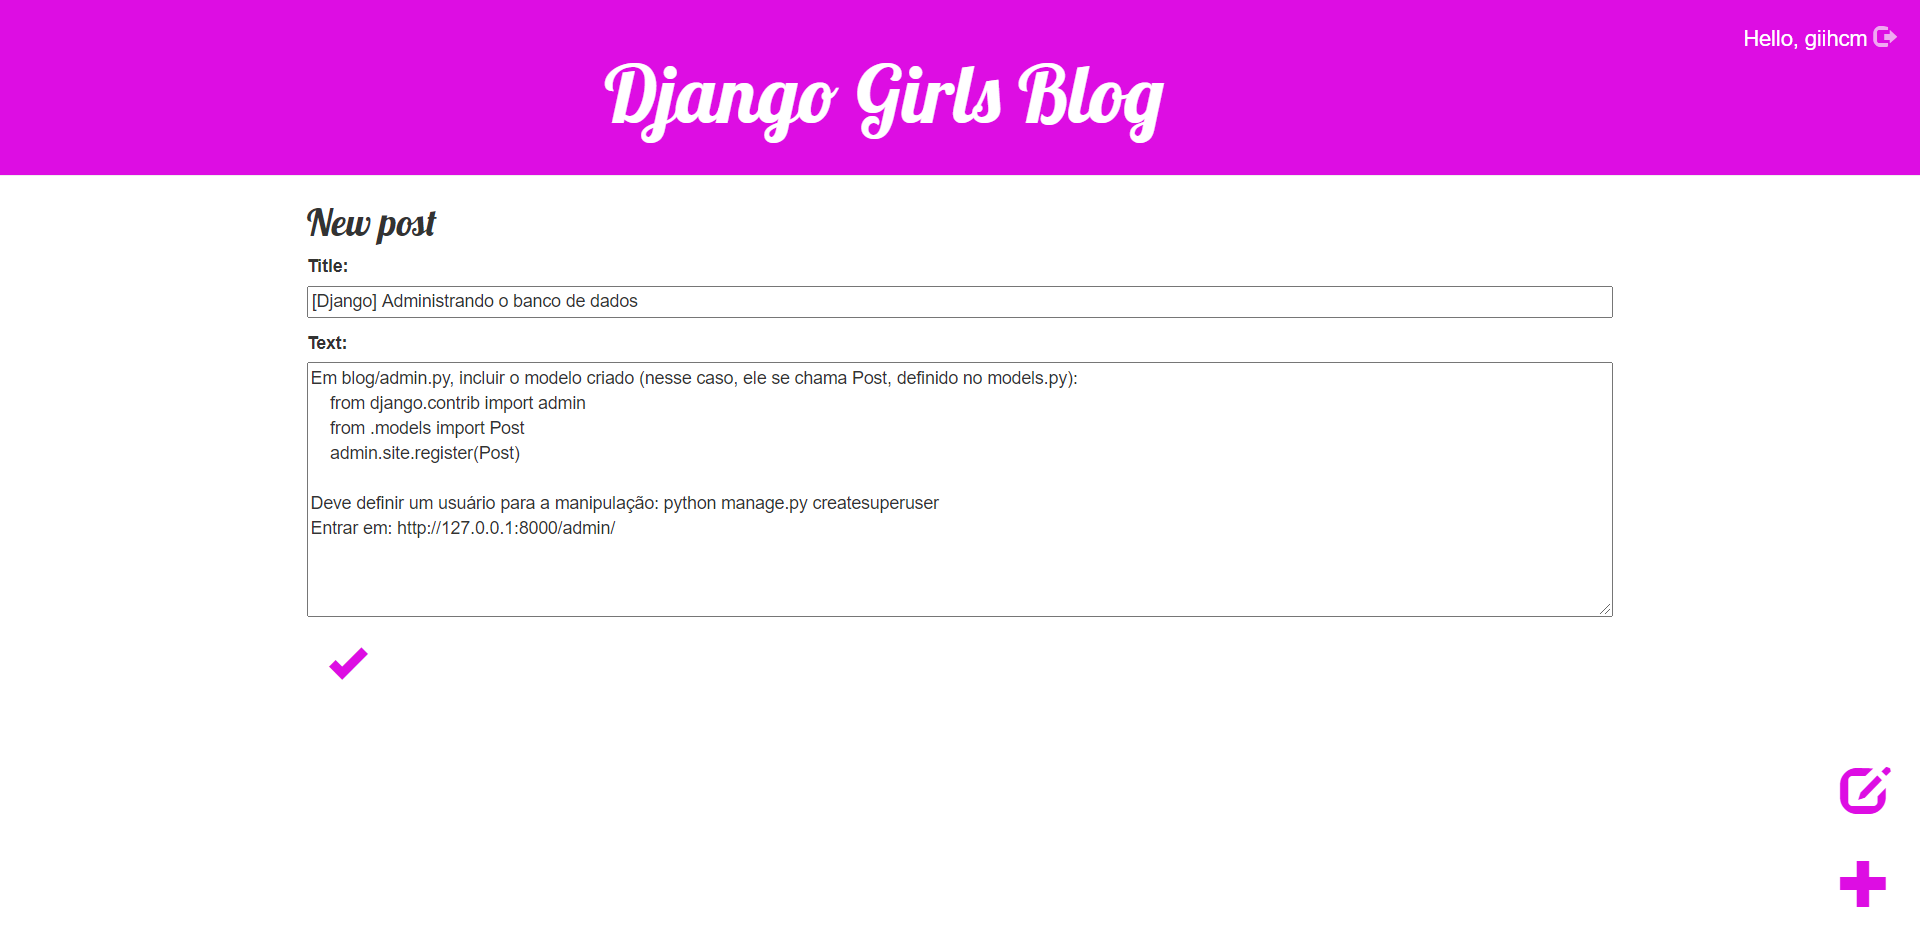 Hello, giihcm
Django Girls Blog
New post
Title:
[Django] Administrando o banco de dados
Text:
Em blog/admin.py, incluir o modelo criado (nesse caso, ele se chama Post, definido no models.py):
from django.contrib import admin
from .models import Post
admin.site.register(Post)
Deve definir um usuário para a manipulação: python manage.py createsuperuser
Entrar em: http://127.0.0.1:8000/admin/